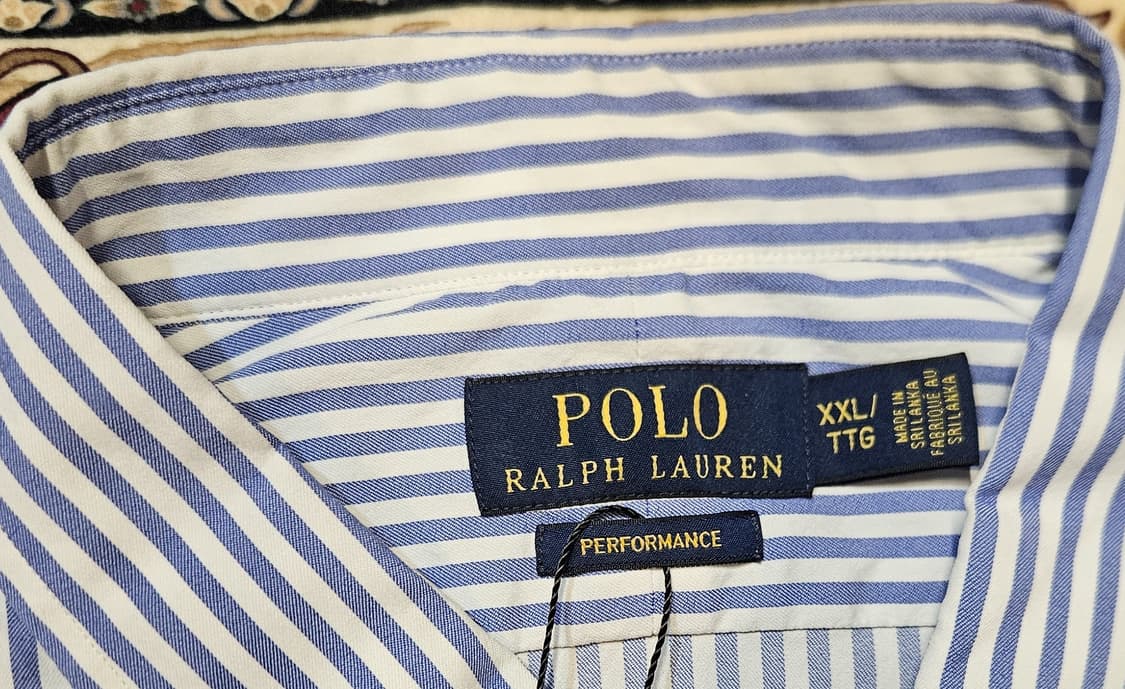 POLO
RALPH LAUREN
XXL/
TTG
MADE IN
SRI LANKA
FABRIQUÉ AU
SRI LANKA
PERFORMANCE